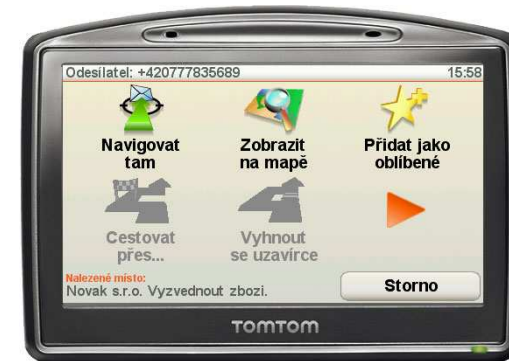 Odesílatel: +420777835689 15:58
Navigovat
tam
Zobrazit
na mapě
Přidat jako
oblíbené
Cestovat
přes...
Vyhnout
se uzavírce
Nalezené místo:
Novak s.r.o. Vyzvednout zbozi.
Storno
TOMTOM